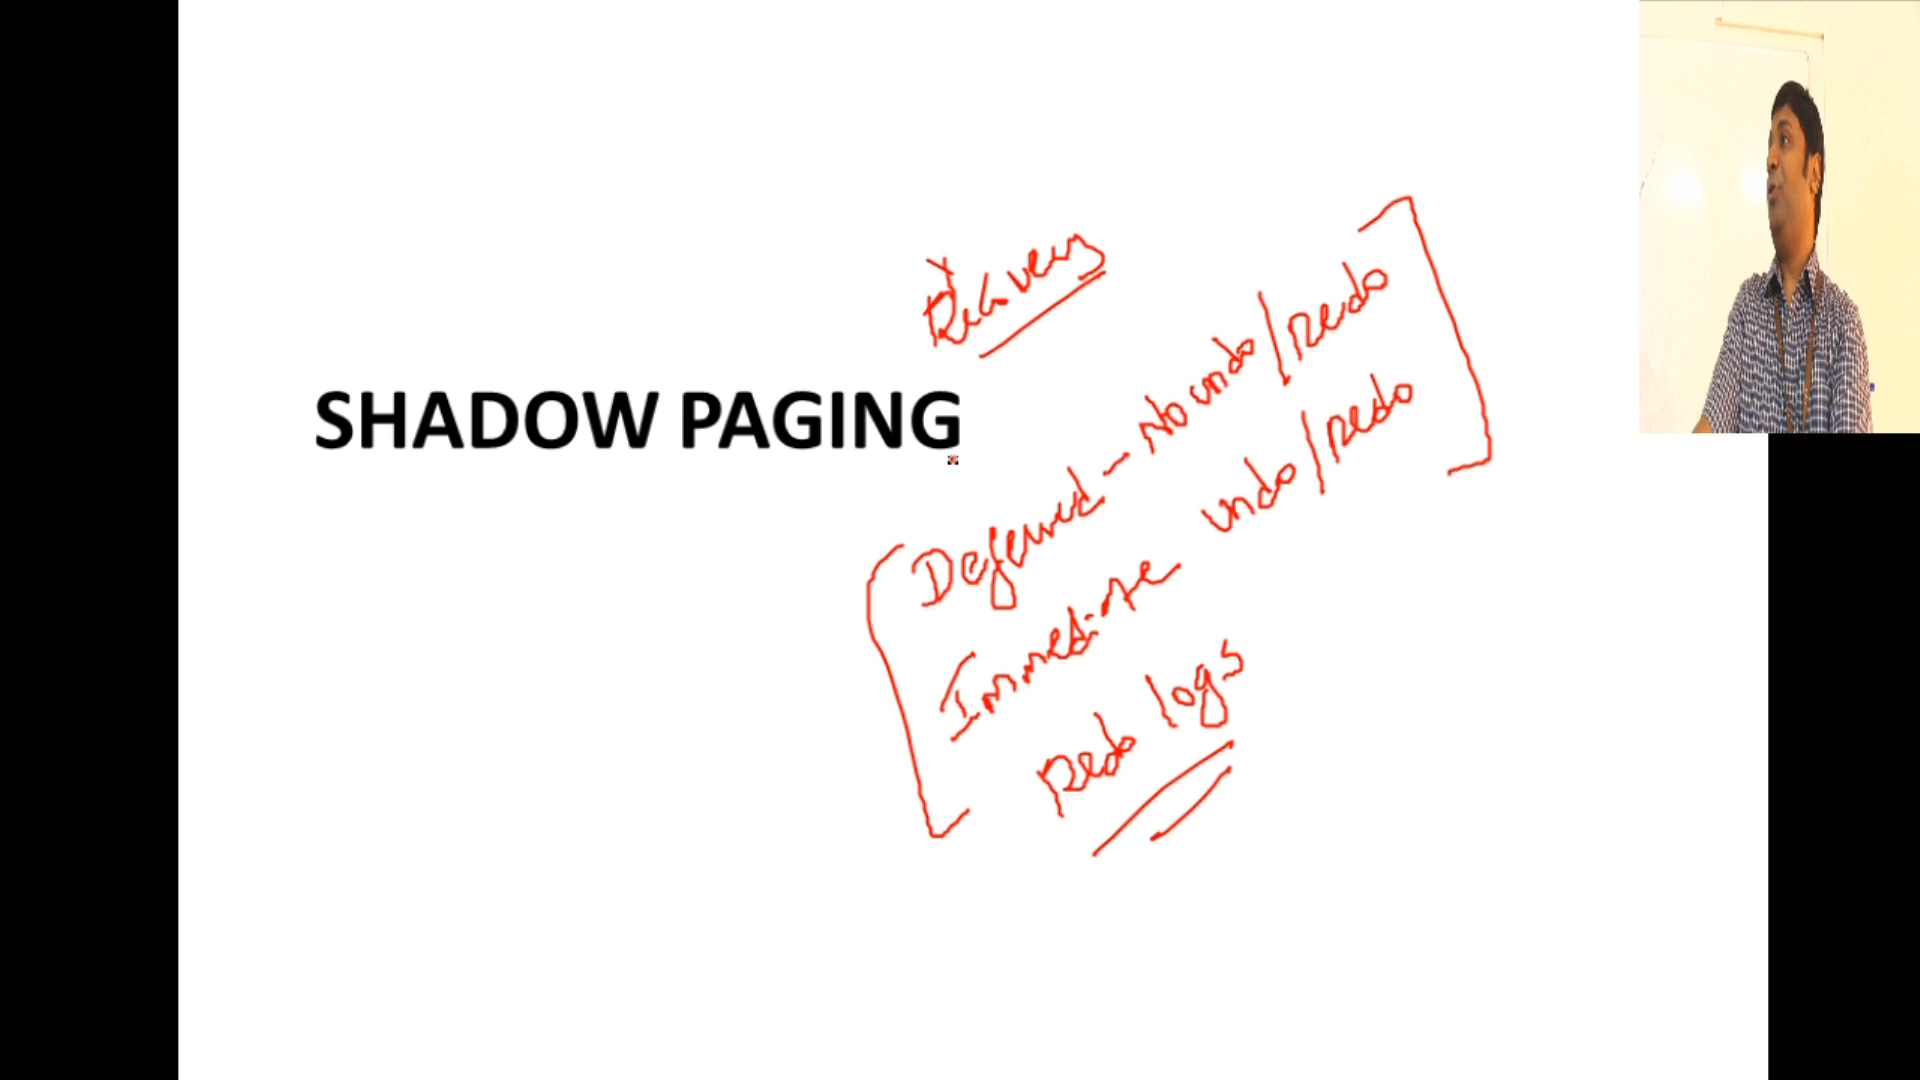 Recovery
SHADOW PAGING
Deferred - No undo/redo
Immediate undo/redo
Redo logs